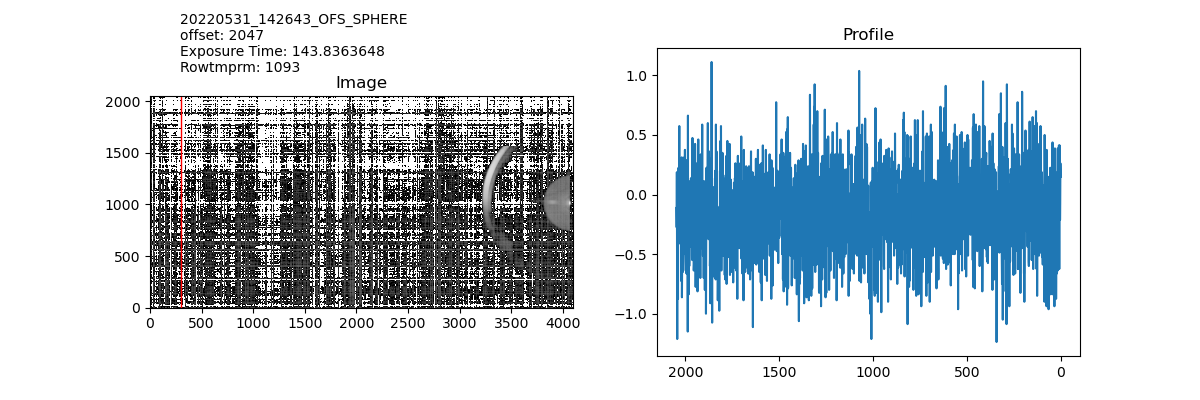 20220531_142643_OFS_SPHERE
offset: 2047
Exposure Time: 143.8363648
Rowtmprm: 1093
Image
2000
1500
1000
500
0
0 500 1000 1500 2000 2500 3000 3500 4000
Profile
1.0
0.5
0.0
−0.5
−1.0
2000 1500 1000 500 0